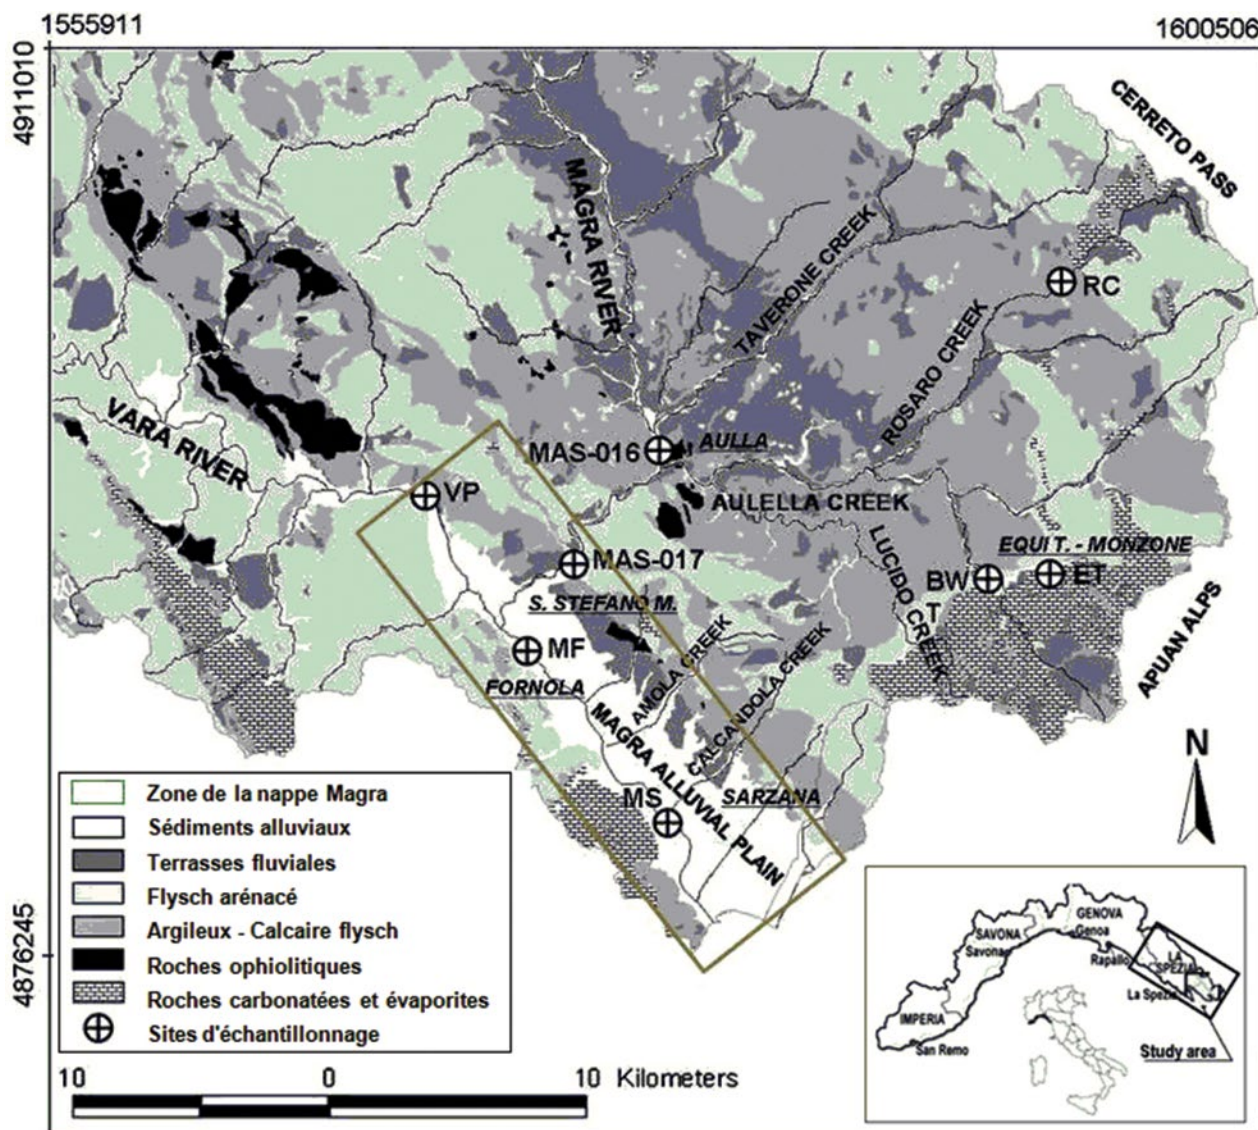 1555911
1600506
4911010
4876245
CERRETO PASS
MAGRA RIVER
TAVERONE CREEK
RC
ROSARO CREEK
VARA RIVER
MAS-016
AULLA
VP
AULELLA CREEK
LUCIDO CREEK
EQUI T. - MONZONE
MAS-017
BW
T
ET
S. STEFANO M.
APUAN ALPS
MF
FORNOLA
AMOLA CREEK
CALCANDOLA CREEK
MAGRA ALLUVIAL PLAIN
MS
SARZANA
N
Zone de la nappe Magra
Sédiments alluviaux
Terrasses fluviales
Flysch arénacé
Argileux - Calcaire flysch
Roches ophiolitiques
Roches carbonatées et évaporites
Sites d'échantillonnage
10 0 10 Kilometers
GENOVA
Genoa
SAVONA
Savona
Rapallo
LA
SPEZIA
La Spezia
IMPERIA
San Remo
Study area